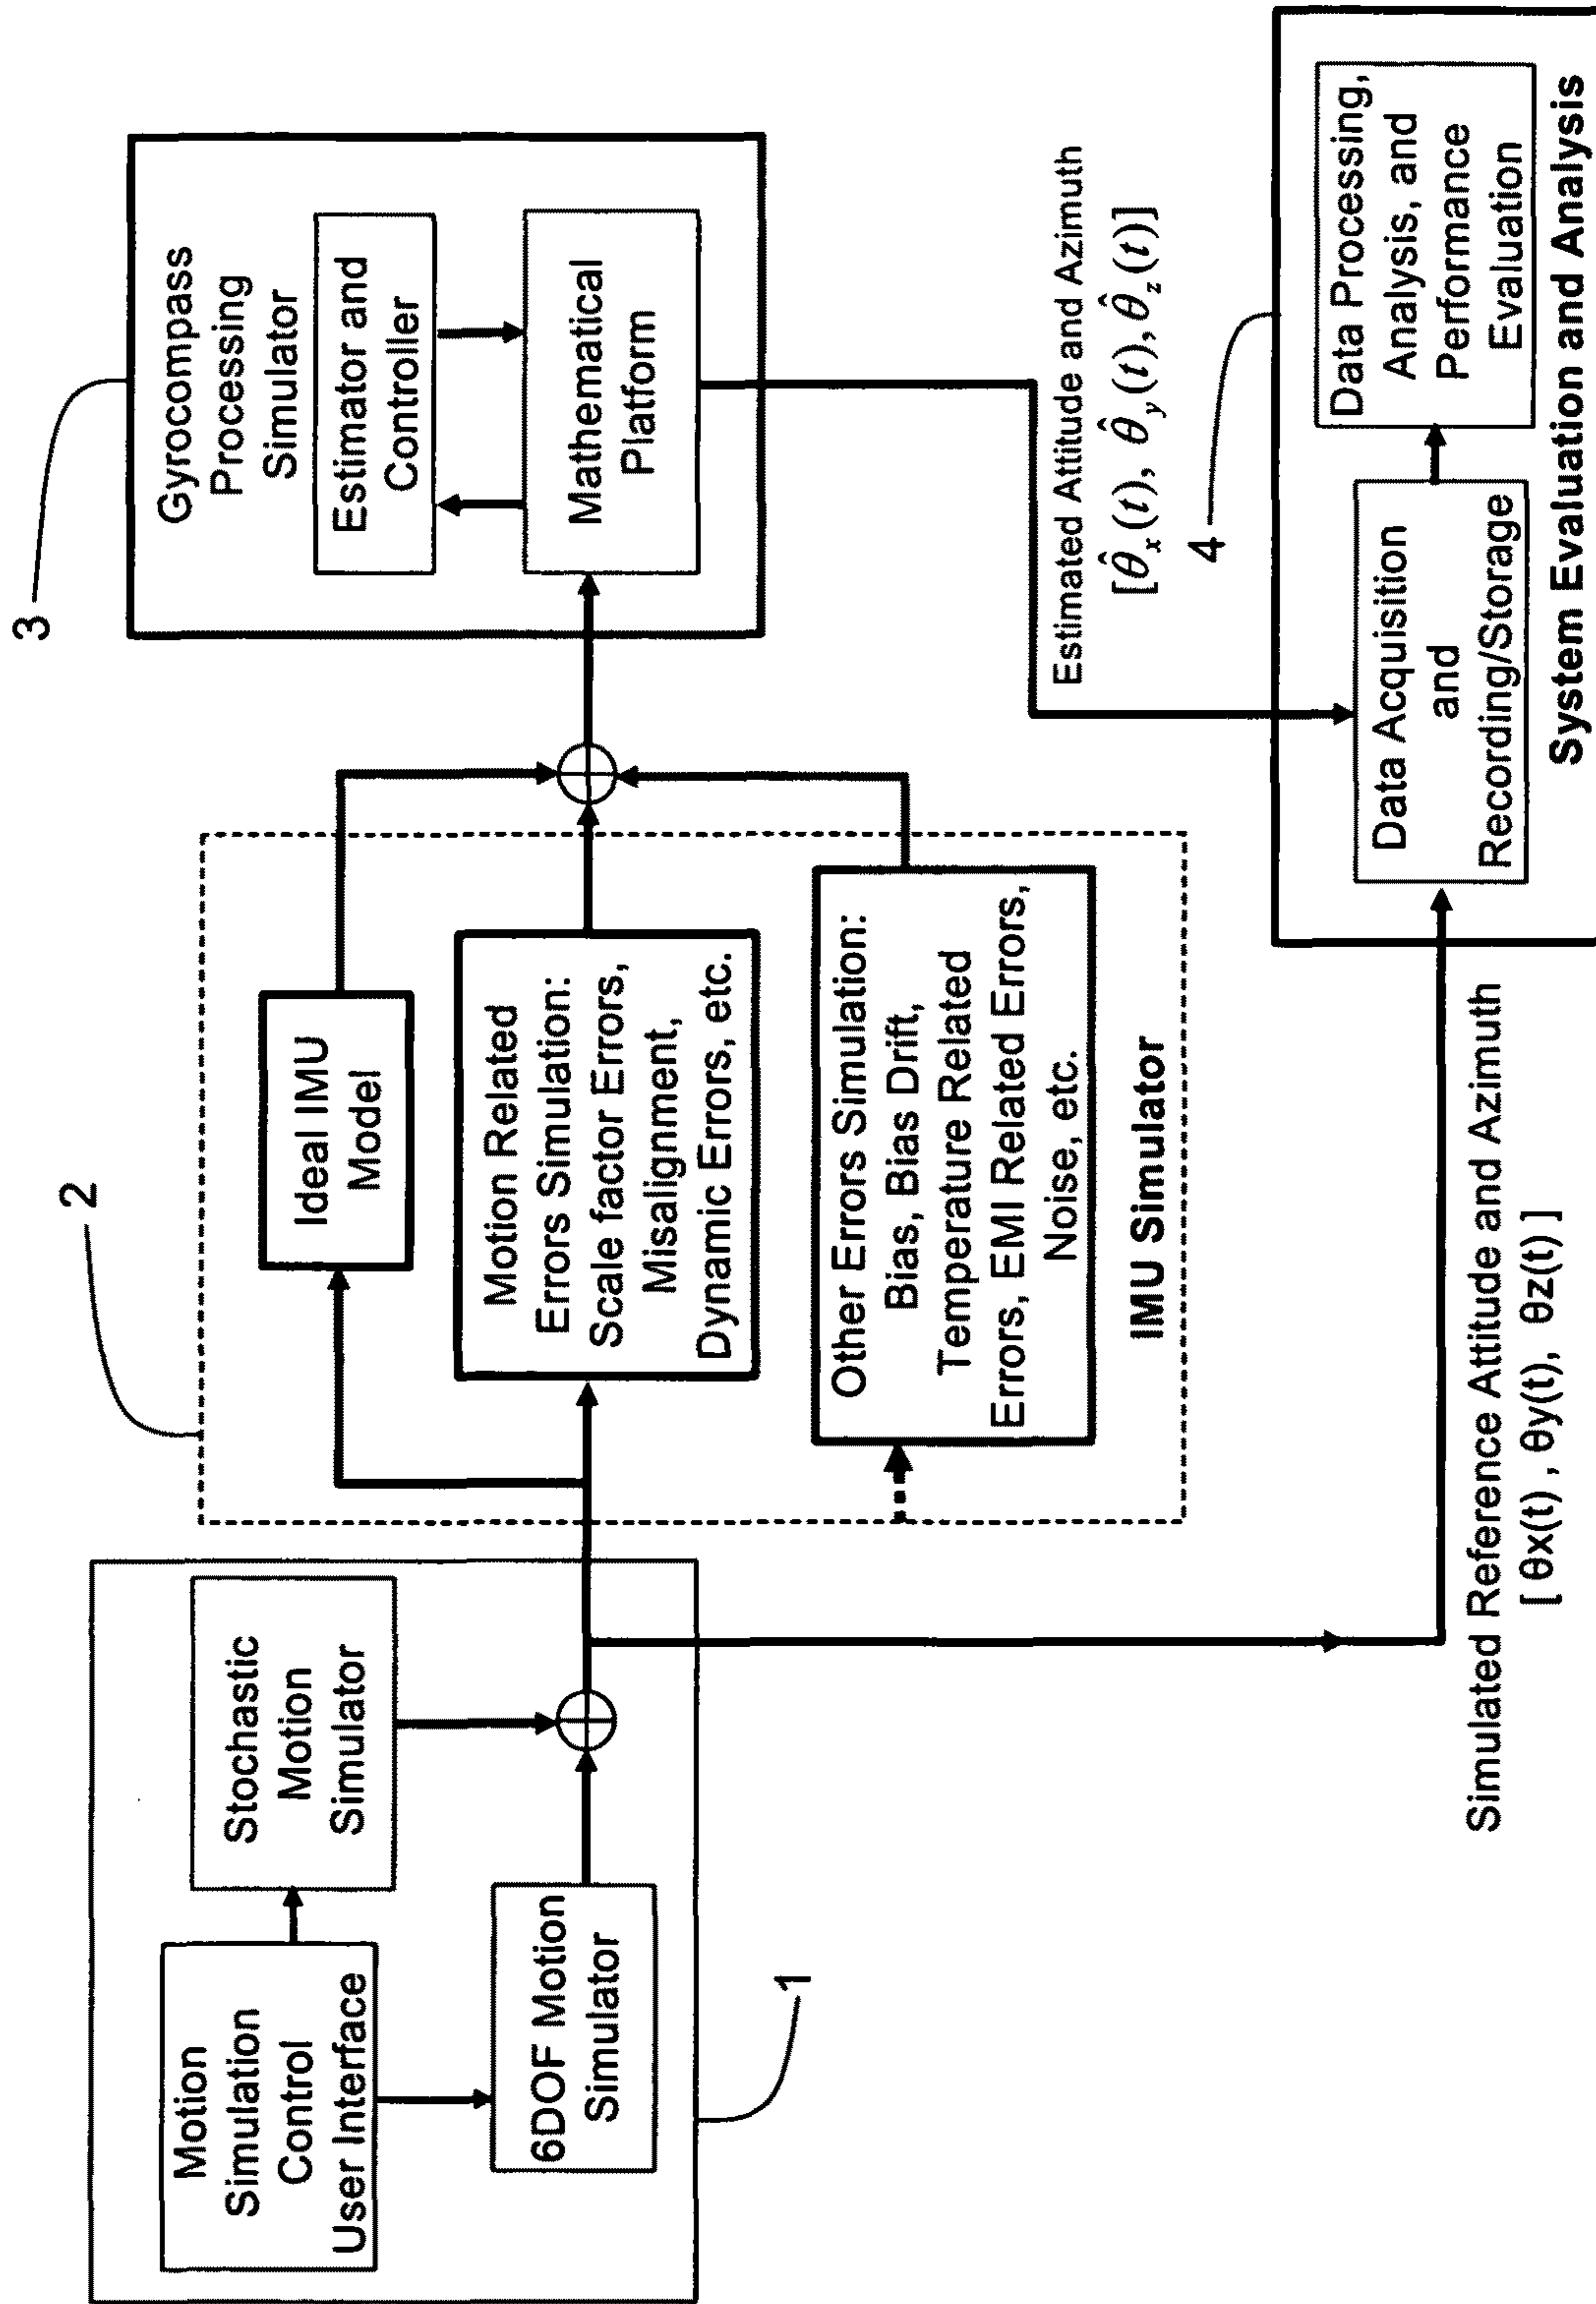 Motion
Simulation
Control
User Interface
Stochastic
Motion
Simulator
6DOF Motion
Simulator
1
2
Ideal IMU
Model
Motion Related
Errors Simulation:
Scale factor Errors,
Misalignment,
Dynamic Errors, etc.
Other Errors Simulation:
Bias, Bias Drift,
Temperature Related
Errors, EMI Related Errors,
Noise, etc.
IMU Simulator
3
Gyrocompass
Processing
Simulator
Estimator and
Controller
Mathematical
Platform
Estimated Attitude and Azimuth
[θ̂x(t), θ̂y(t), θ̂z(t)]
Simulated Reference Attitude and Azimuth
[ θx(t) , θy(t), θz(t) ]
4
Data Acquisition
and
Recording/Storage
Data Processing,
Analysis, and
Performance
Evaluation
System Evaluation and Analysis